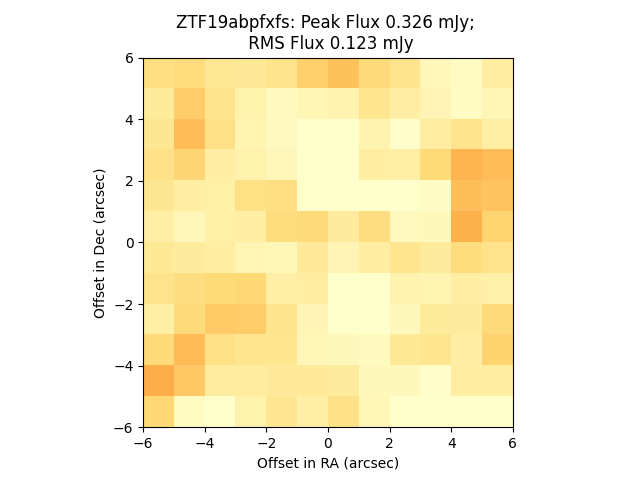 ZTF19abpfxfs: Peak Flux 0.326 mJy;
RMS Flux 0.123 mJy
6
4
2
0
−2
−4
−6
Offset in Dec (arcsec)
−6 −4 −2 0 2 4 6
Offset in RA (arcsec)